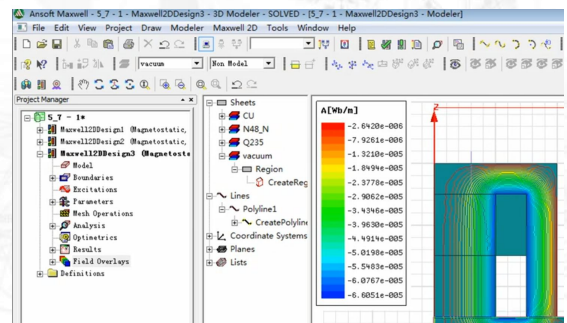 Ansoft Maxwell - 5_7 - 1 - Maxwell2DDesign3 - 3D Modeler - SOLVED - [5_7 - 1 - Maxwell2DDesign3 - Modeler]
File Edit View Project Draw Modeler Maxwell 2D Tools Window Help
vacuum
Non Model
Project Manager
5_7 - 1*
Maxwell2DDesign1 (Magnetostatic,
Maxwell2DDesign2 (Magnetostatic,
Maxwell2DDesign3 (Magnetosta
Model
Boundaries
Excitations
Parameters
Mesh Operations
Analysis
Optimetrics
Results
Field Overlays
Definitions
Sheets
CU
N48_N
Q235
vacuum
Region
CreateReg
Lines
Polyline1
CreatePolyline
Coordinate Systems
Planes
Lists
A[Wb/m]
-2.6420e-006
-7.9261e-006
-1.3210e-005
-1.8494e-005
-2.3778e-005
-2.9062e-005
-3.4346e-005
-3.9630e-005
-4.4914e-005
-5.0198e-005
-5.5483e-005
-6.0767e-005
-6.6051e-005
Z